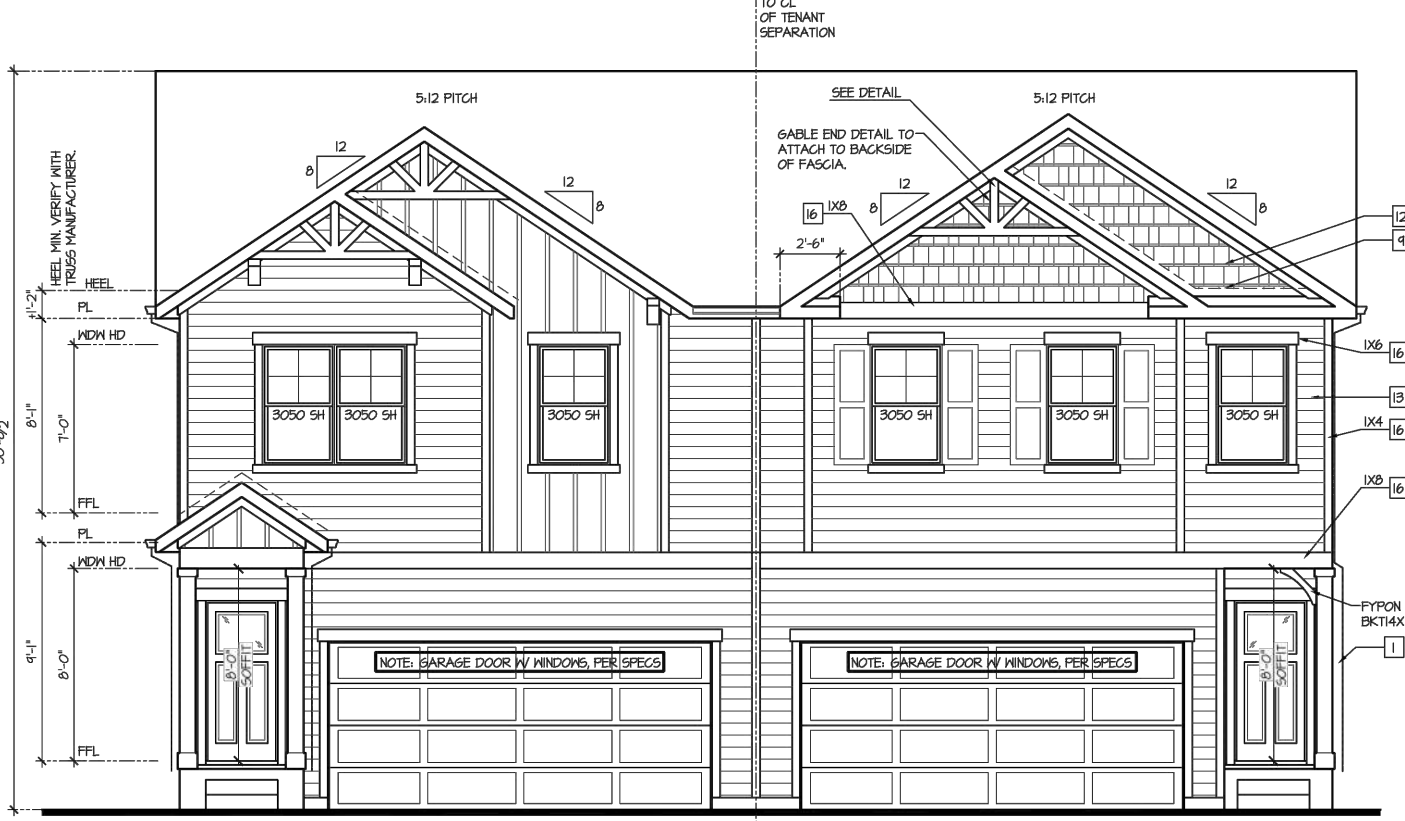 TO CL
OF TENANT
SEPARATION
5:12 PITCH
SEE DETAIL
5:12 PITCH
GABLE END DETAIL TO
ATTACH TO BACKSIDE
OF FASCIA.
HEEL MIN. VERIFY WITH
TRUSS MANUFACTURER.
12
8
12
8
12
8
12
8
16
1X8
2'-6"
12
9
HEEL
±1'-2"
PL
WDW HD
1X6
16
3050 SH
3050 SH
3050 SH
3050 SH
3050 SH
3050 SH
13
8'-1"
7'-0"
1X4
16
1X8
16
FFL
PL
WDW HD
FYPON
BKT14X
1
NOTE: GARAGE DOOR W/ WINDOWS, PER SPECS
NOTE: GARAGE DOOR W/ WINDOWS, PER SPECS
9'-1"
8'-0"
8'-0"
SOFFIT
8'-0"
SOFFIT
FFL